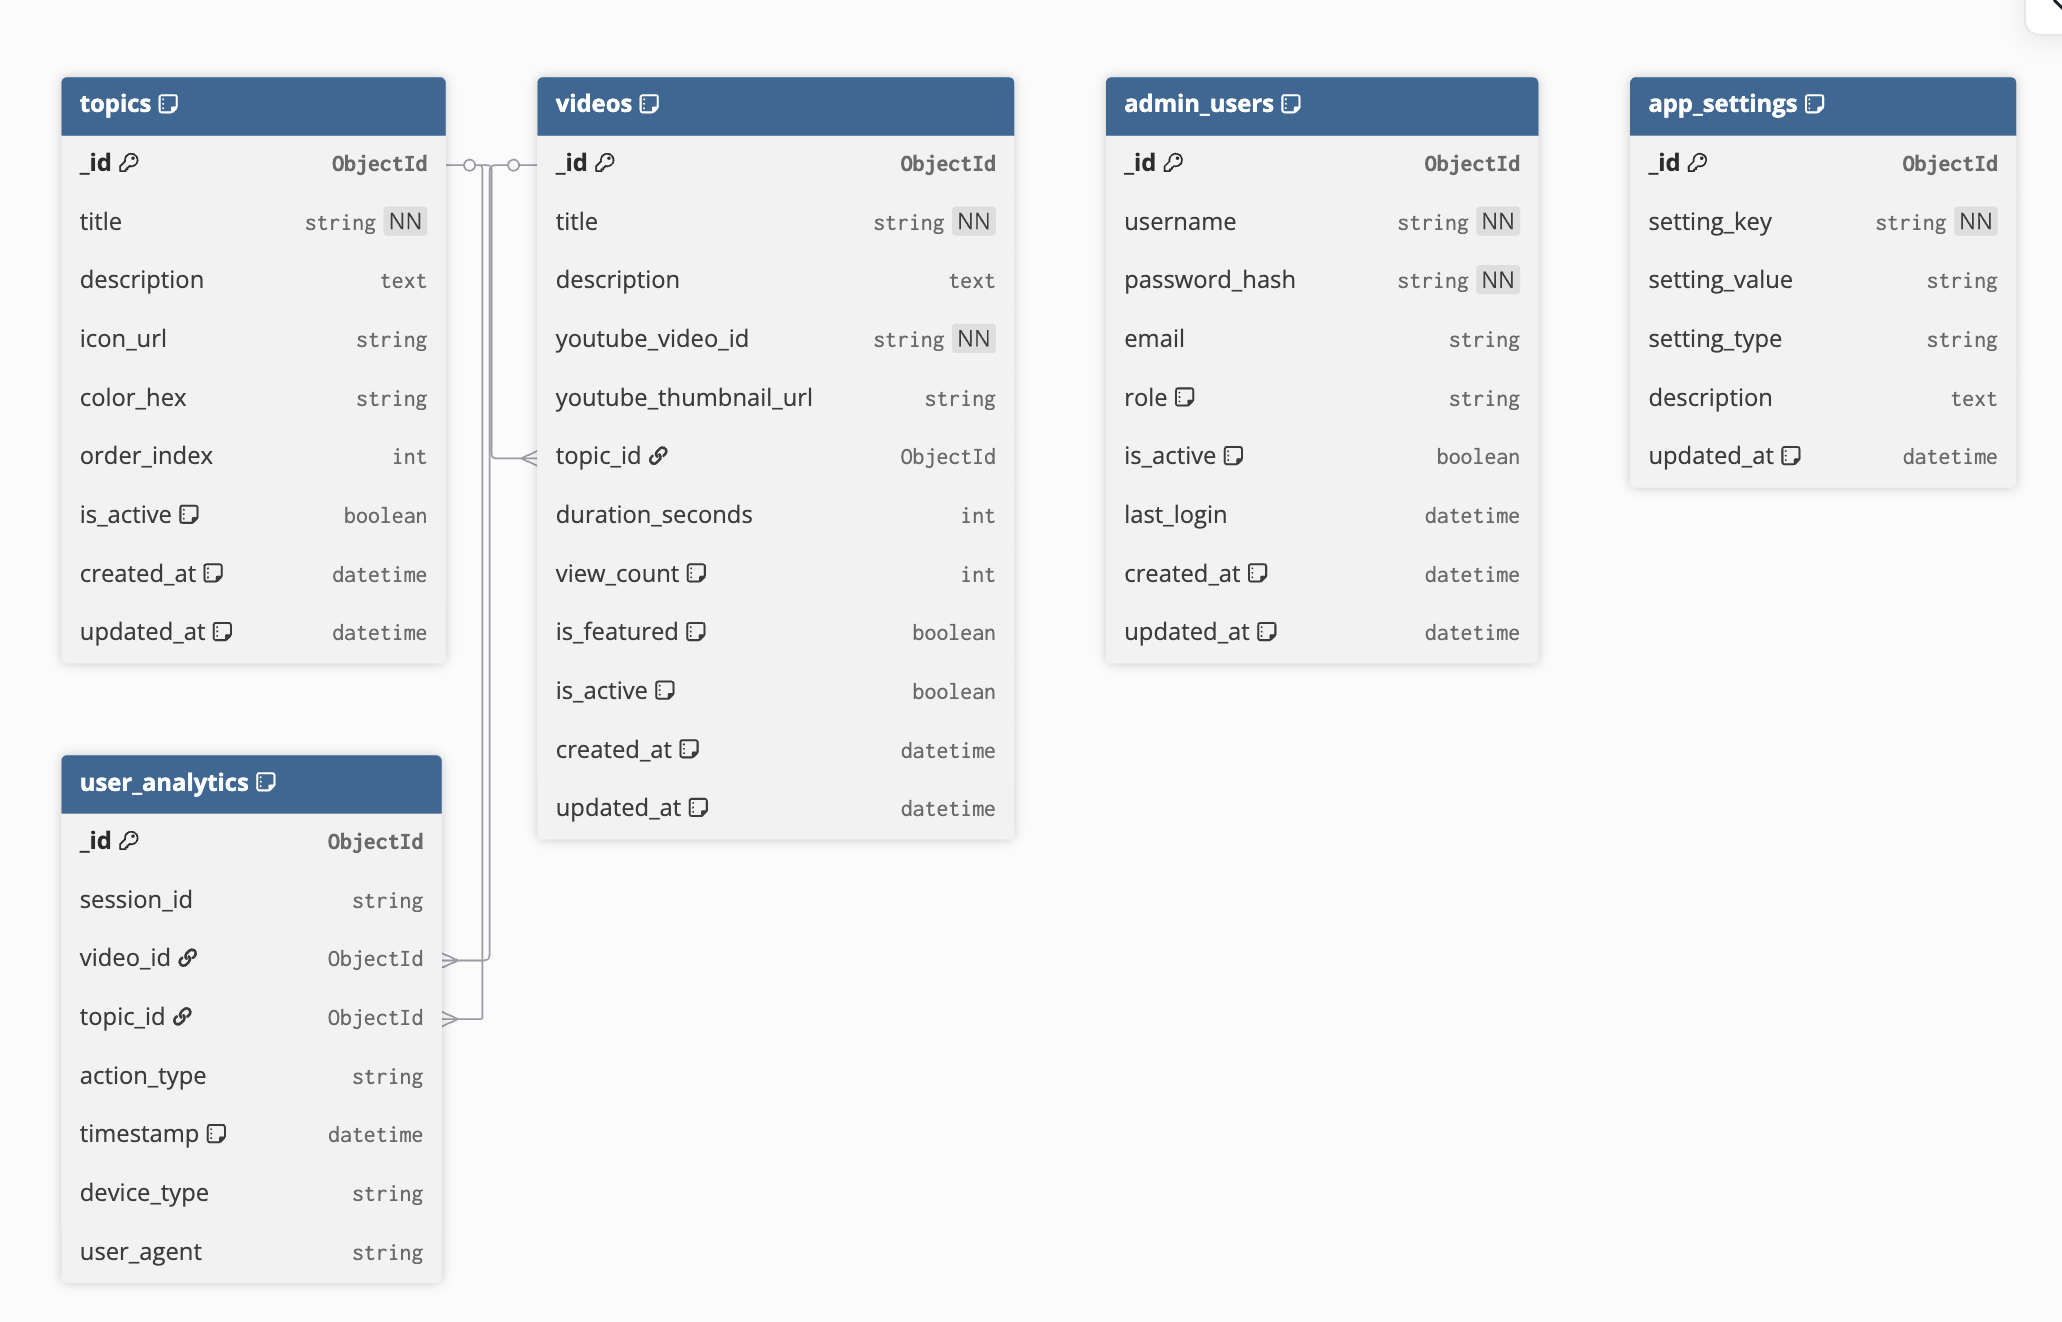 topics
_id ObjectId
title string NN
description text
icon_url string
color_hex string
order_index int
is_active boolean
created_at datetime
updated_at datetime
videos
_id ObjectId
title string NN
description text
youtube_video_id string NN
youtube_thumbnail_url string
topic_id ObjectId
duration_seconds int
view_count int
is_featured boolean
is_active boolean
created_at datetime
updated_at datetime
admin_users
_id ObjectId
username string NN
password_hash string NN
email string
role string
is_active boolean
last_login datetime
created_at datetime
updated_at datetime
app_settings
_id ObjectId
setting_key string NN
setting_value string
setting_type string
description text
updated_at datetime
user_analytics
_id ObjectId
session_id string
video_id ObjectId
topic_id ObjectId
action_type string
timestamp datetime
device_type string
user_agent string